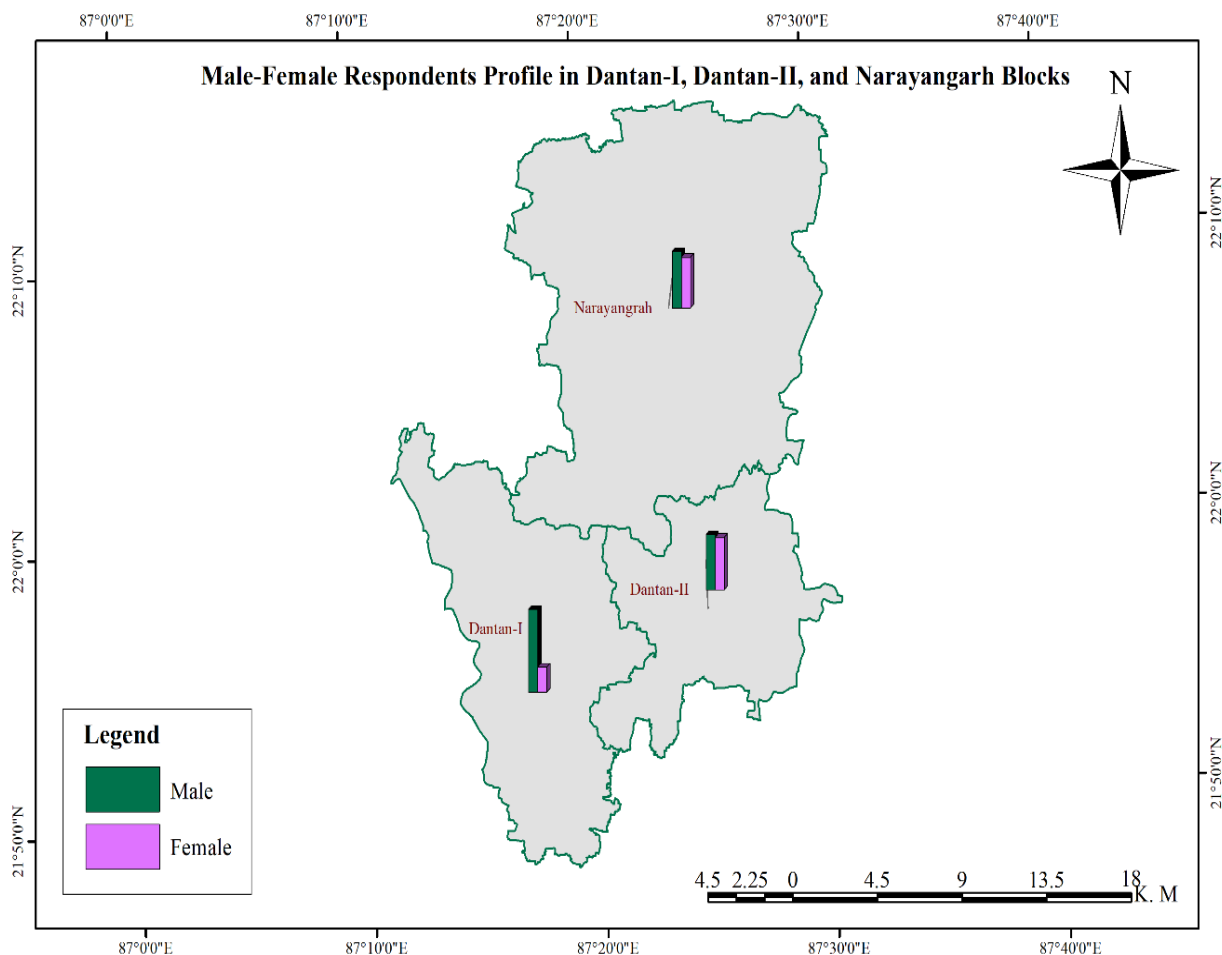 87°0'0"E 87°10'0"E 87°20'0"E 87°30'0"E 87°40'0"E
Male-Female Respondents Profile in Dantan-I, Dantan-II, and Narayangarh Blocks
N
22°10'0"N
22°10'0"N
Narayangrah
22°0'0"N
22°0'0"N
Dantan-II
Dantan-I
Legend
Male
Female
21°50'0"N
21°50'0"N
4.5 2.25 0 4.5 9 13.5 18
K. M
87°0'0"E 87°10'0"E 87°20'0"E 87°30'0"E 87°40'0"E